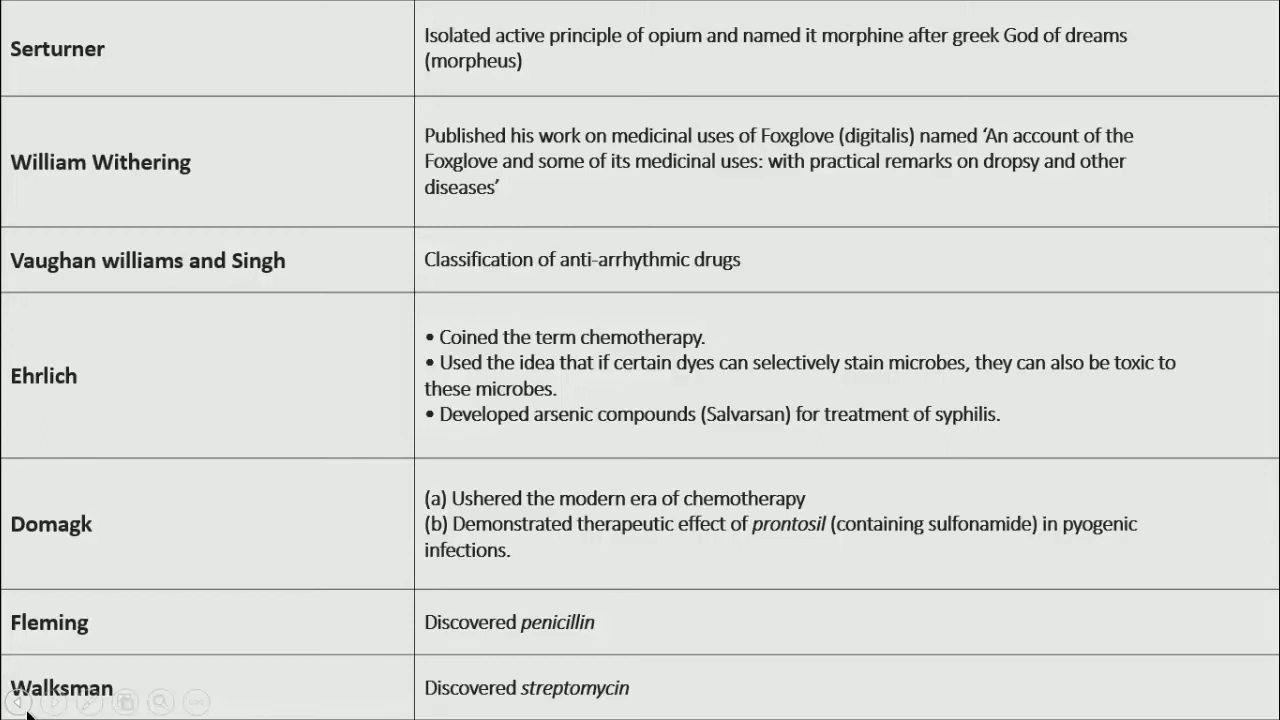 Serturner
Isolated active principle of opium and named it morphine after greek God of dreams
(morpheus)
William Withering
Published his work on medicinal uses of Foxglove (digitalis) named ‘An account of the
Foxglove and some of its medicinal uses: with practical remarks on dropsy and other
diseases’
Vaughan williams and Singh
Classification of anti-arrhythmic drugs
Ehrlich
• Coined the term chemotherapy.
• Used the idea that if certain dyes can selectively stain microbes, they can also be toxic to
these microbes.
• Developed arsenic compounds (Salvarsan) for treatment of syphilis.
Domagk
(a) Ushered the modern era of chemotherapy
(b) Demonstrated therapeutic effect of prontosil (containing sulfonamide) in pyogenic
infections.
Fleming
Discovered penicillin
Walksman
Discovered streptomycin